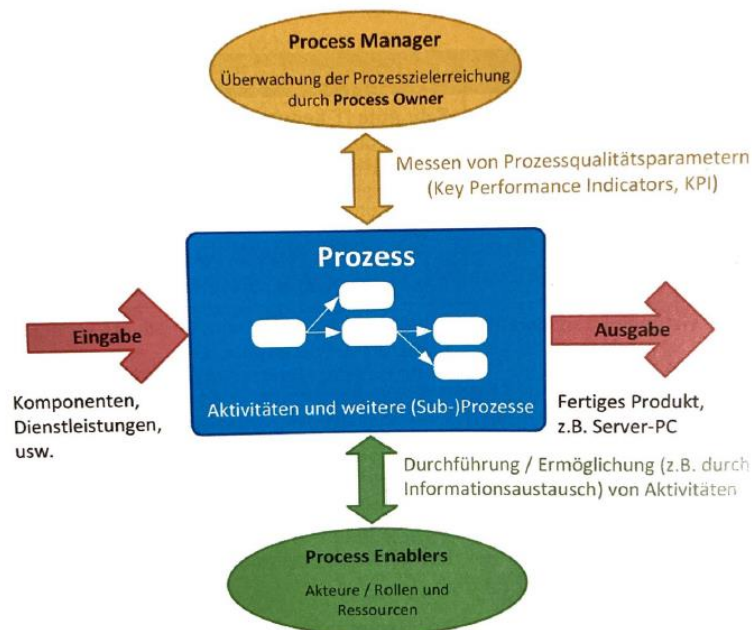 Process Manager
Überwachung der Prozesszielerreichung
durch Process Owner
Messen von Prozessqualitätsparametern
(Key Performance Indicators, KPI)
Prozess
Eingabe
Ausgabe
Aktivitäten und weitere (Sub-)Prozesse
Komponenten,
Dienstleistungen,
usw.
Fertiges Produkt,
z.B. Server-PC
Durchführung / Ermöglichung (z.B. durch
Informationsaustausch) von Aktivitäten
Process Enablers
Akteure / Rollen und
Ressourcen